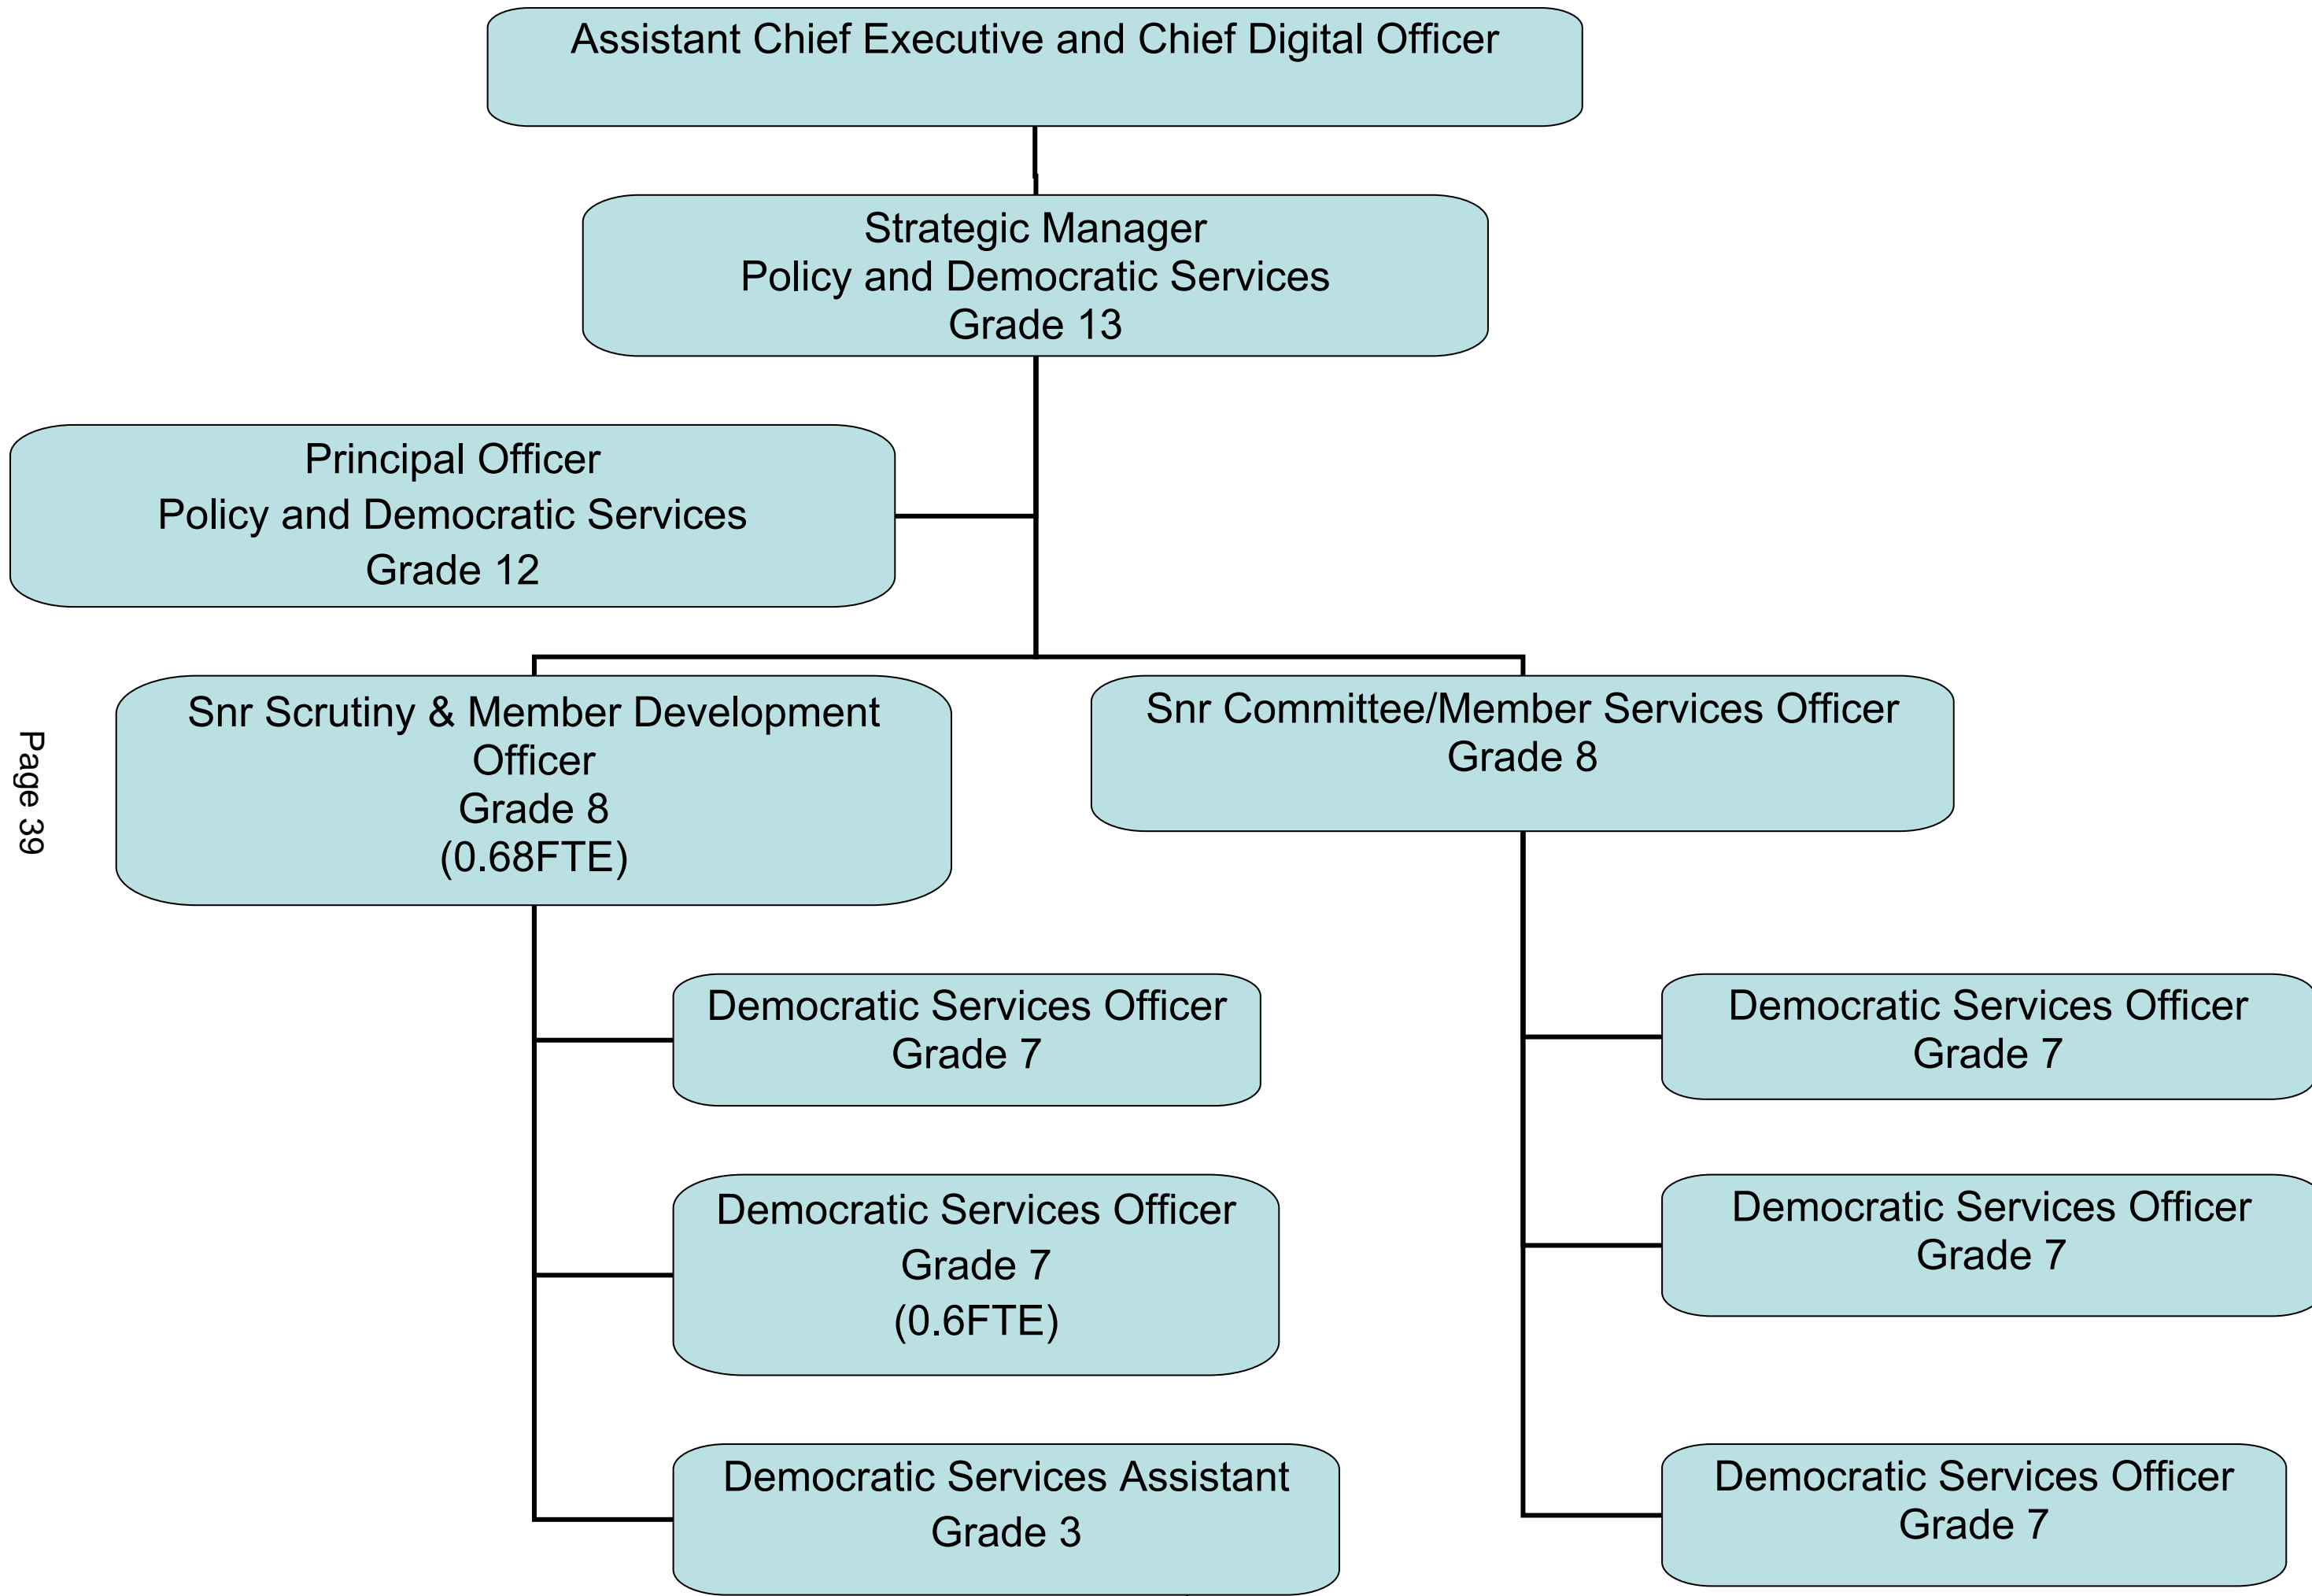 Assistant Chief Executive and Chief Digital Officer
Strategic Manager
Policy and Democratic Services
Grade 13
Principal Officer
Policy and Democratic Services
Grade 12
Snr Scrutiny & Member Development
Officer
Grade 8
(0.68FTE)
Snr Committee/Member Services Officer
Grade 8
Page 39
Democratic Services Officer
Grade 7
Democratic Services Officer
Grade 7
(0.6FTE)
Democratic Services Assistant
Grade 3
Democratic Services Officer
Grade 7
Democratic Services Officer
Grade 7
Democratic Services Officer
Grade 7